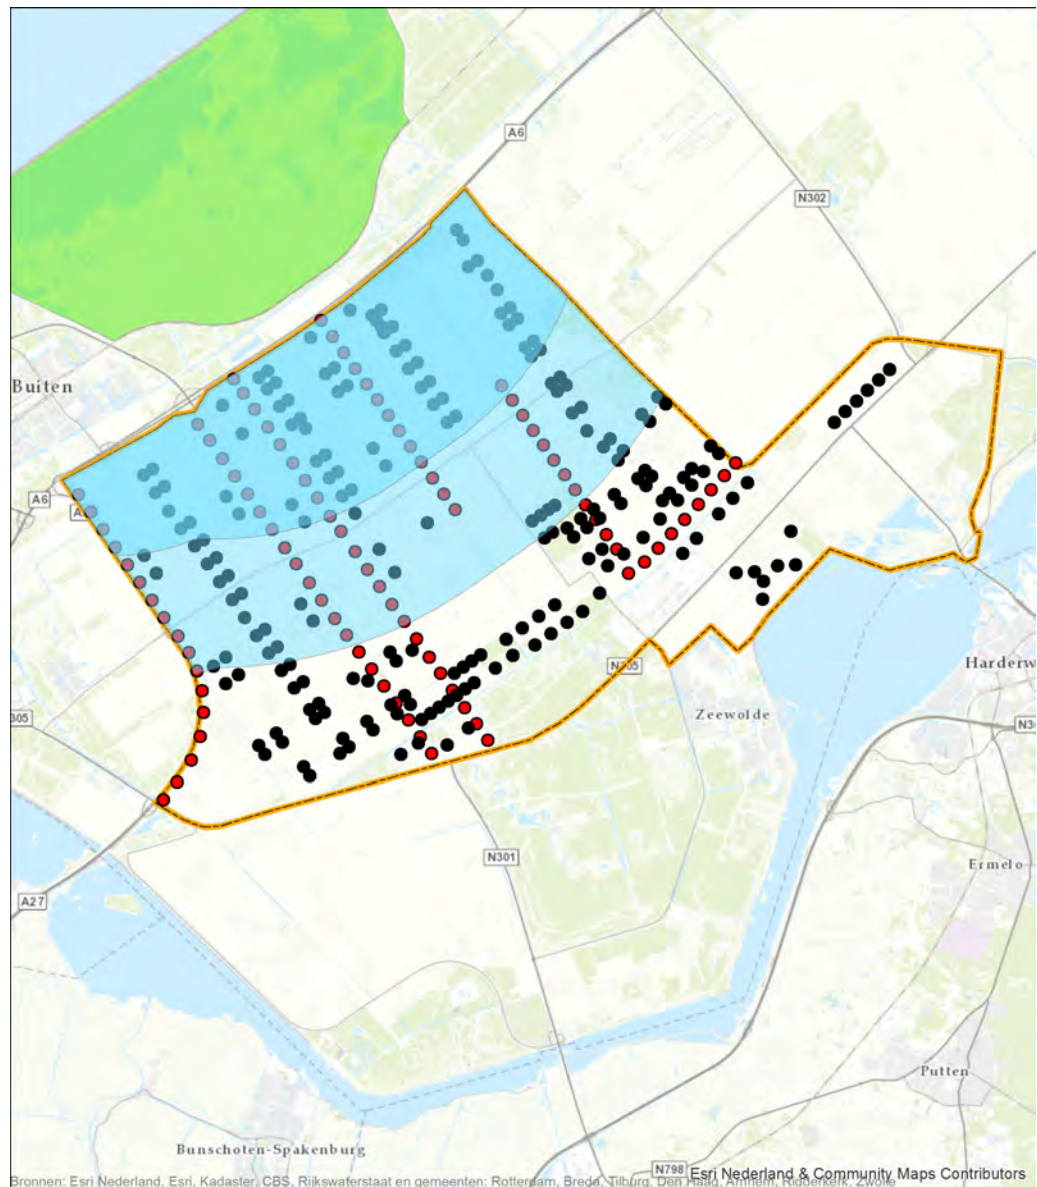 A6
N302
Buiten
A6
N305
Harderw
305
Zeewolde
N30
Ermelo
N301
A27
Putten
Bunschoten-Spakenburg
N798
Esri Nederland & Community Maps Contributors
Bronnen: Esri Nederland, Esri, Kadaster, CBS, Rijkswaterstaat en gemeenten: Rotterdam, Breda, Tilburg, Den Haag, Arnhem, Ridderkerk, Zwolle